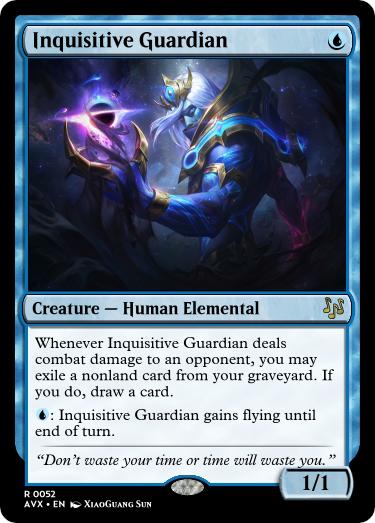 Inquisitive Guardian
Creature — Human Elemental
Whenever Inquisitive Guardian deals
combat damage to an opponent, you may
exile a nonland card from your graveyard. If
you do, draw a card.
: Inquisitive Guardian gains flying until
end of turn.
“Don’t waste your time or time will waste you.”
1/1
R 0052
AVX • EN XiaoGuang Sun